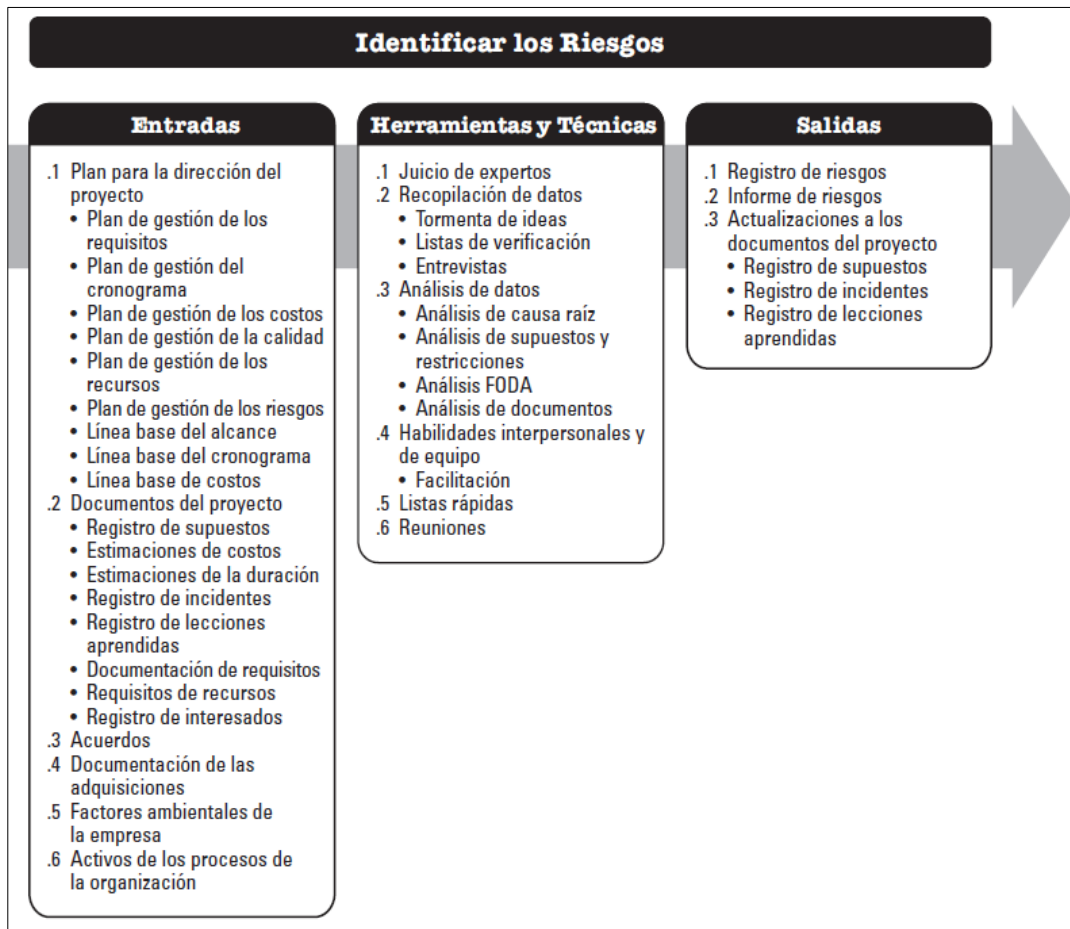 Identificar los Riesgos
Entradas
.1 Plan para la dirección del
proyecto
• Plan de gestión de los
requisitos
• Plan de gestión del
cronograma
• Plan de gestión de los costos
• Plan de gestión de la calidad
• Plan de gestión de los
recursos
• Plan de gestión de los riesgos
• Línea base del alcance
• Línea base del cronograma
• Línea base de costos
.2 Documentos del proyecto
• Registro de supuestos
• Estimaciones de costos
• Estimaciones de la duración
• Registro de incidentes
• Registro de lecciones
aprendidas
• Documentación de requisitos
• Requisitos de recursos
• Registro de interesados
.3 Acuerdos
.4 Documentación de las
adquisiciones
.5 Factores ambientales de
la empresa
.6 Activos de los procesos de
la organización
Herramientas y Técnicas
.1 Juicio de expertos
.2 Recopilación de datos
• Tormenta de ideas
• Listas de verificación
• Entrevistas
.3 Análisis de datos
• Análisis de causa raíz
• Análisis de supuestos y
restricciones
• Análisis FODA
• Análisis de documentos
.4 Habilidades interpersonales y
de equipo
• Facilitación
.5 Listas rápidas
.6 Reuniones
Salidas
.1 Registro de riesgos
.2 Informe de riesgos
.3 Actualizaciones a los
documentos del proyecto
• Registro de supuestos
• Registro de incidentes
• Registro de lecciones
aprendidas